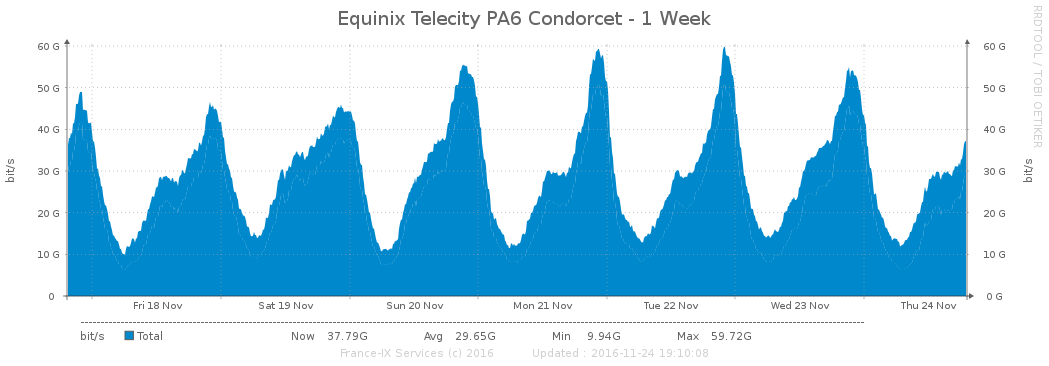 Equinix Telecity PA6 Condorcet - 1 Week
RRDTOOL / TOBI OETIKER
bit/s
60 G
50 G
40 G
30 G
20 G
10 G
0
60 G
50 G
40 G
30 G
20 G
10 G
0 G
bit/s
Fri 18 Nov Sat 19 Nov Sun 20 Nov Mon 21 Nov Tue 22 Nov Wed 23 Nov Thu 24 Nov
bit/s Total Now 37.79G Avg 29.65G Min 9.94G Max 59.72G
France-IX Services (c) 2016 Updated : 2016-11-24 19:10:08